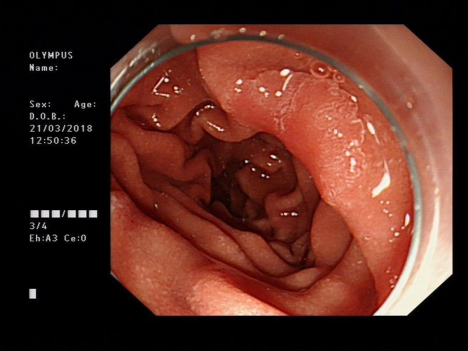 OLYMPUS
Name:
Sex: Age:
D.O.B.:
21/03/2018
12:50:36
■■■/■■■
3/4
Eh:A3 Ce:0